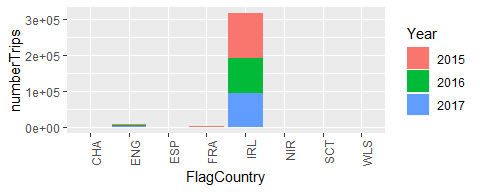 numberTrips
3e+05
2e+05
1e+05
0e+00
CHA
ENG
ESP
FRA
IRL
NIR
SCT
WLS
FlagCountry
Year
2015
2016
2017